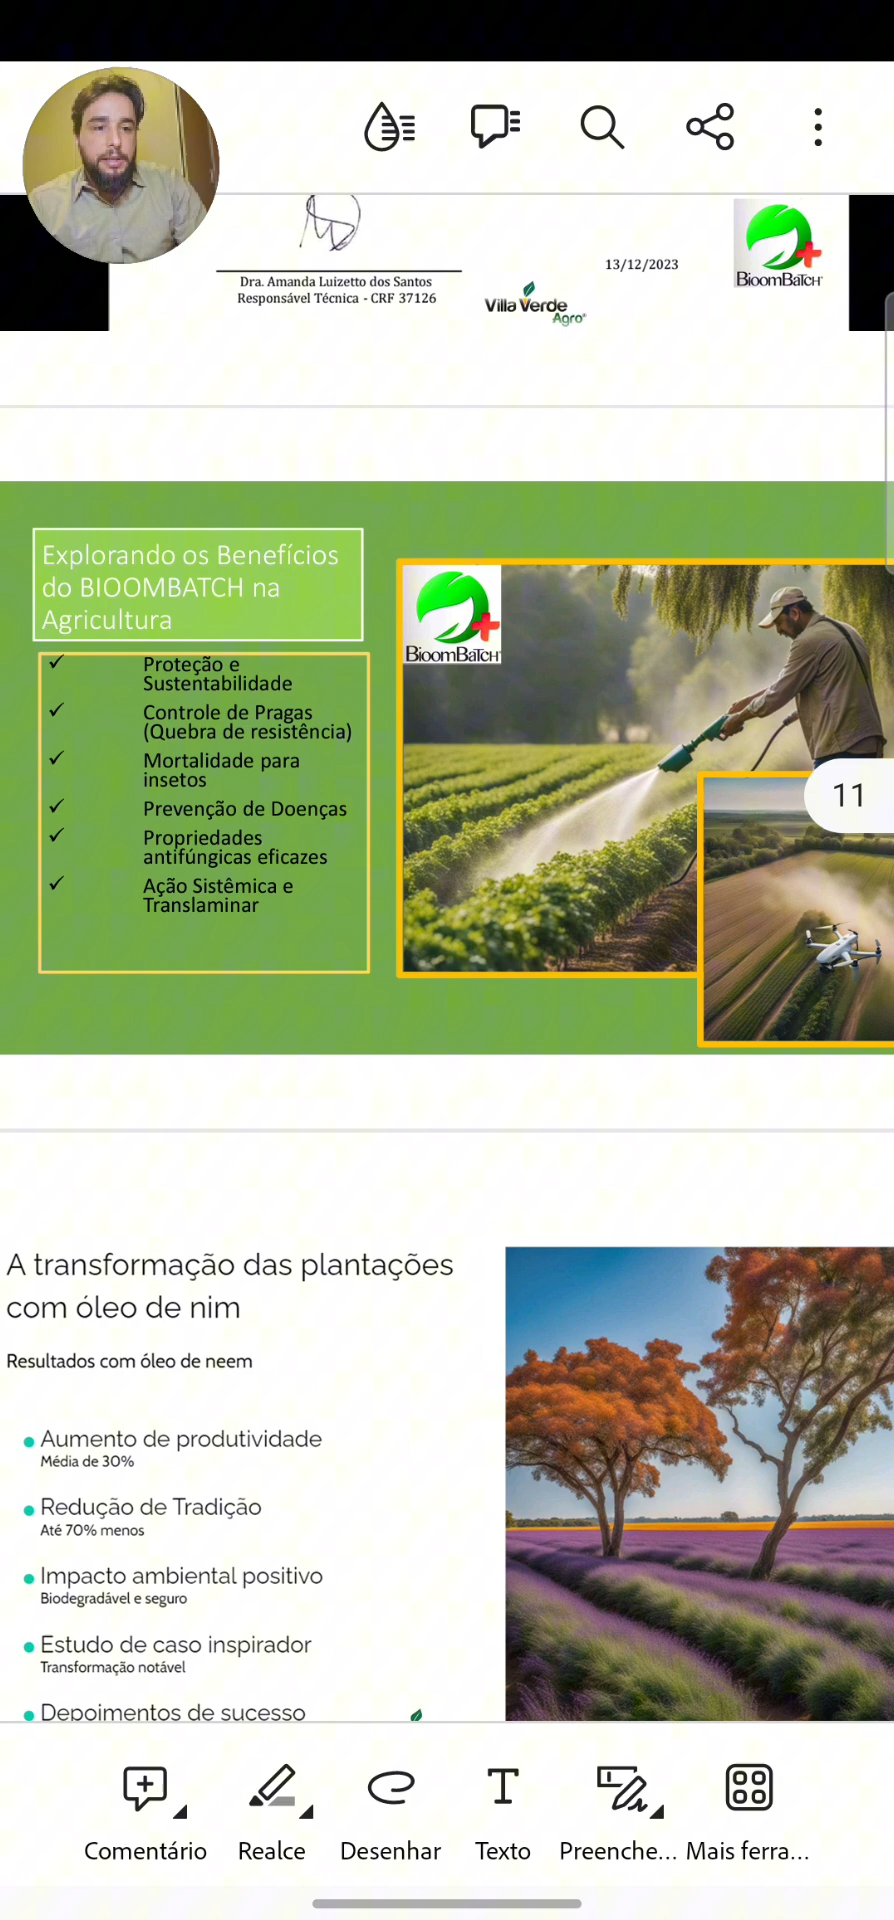 Dra. Amanda Luizetto dos Santos
Responsável Técnica - CRF 37126
Villa Verde
Agro®
13/12/2023
BioomBatcH
Explorando os Benefícios
do BIOOMBATCH na
Agricultura
Proteção e
Sustentabilidade
Controle de Pragas
(Quebra de resistência)
Mortalidade para
insetos
Prevenção de Doenças
Propriedades
antifúngicas eficazes
Ação Sistêmica e
Translaminar
BioomBatcH
11
A transformação das plantações
com óleo de nim
Resultados com óleo de neem
Aumento de produtividade
Média de 30%
Redução de Tradição
Até 70% menos
Impacto ambiental positivo
Biodegradável e seguro
Estudo de caso inspirador
Transformação notável
Depoimentos de sucesso
Comentário
Realce
Desenhar
Texto
Preenche...
Mais ferra...